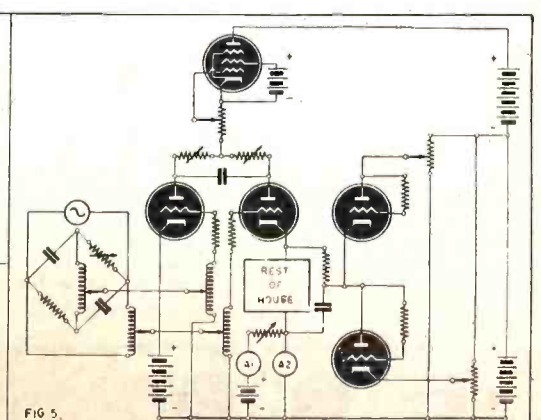 REST
OF
HOUSE
A1
A2
+
-
+
-
+
-
+
+
-
FIG 5.